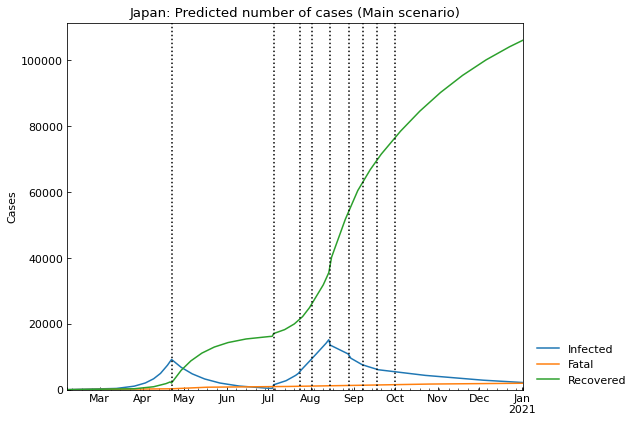 Japan: Predicted number of cases (Main scenario)
100000
80000
60000
40000
20000
0
Cases
Mar Apr May Jun Jul Aug Sep Oct Nov Dec Jan
2021
Infected
Fatal
Recovered